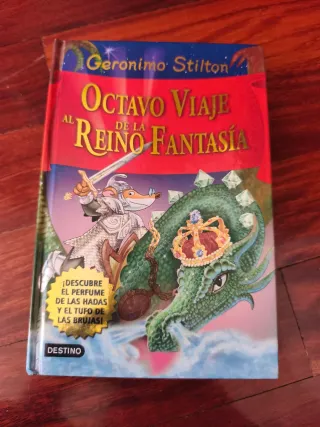 Geronimo Stilton
OCTAVO VIAJE
AL REINO DE LA FANTASÍA
¡DESCUBRE
EL PERFUME
DE LAS HADAS
Y EL TUFO DE
LAS BRUJAS!
DESTINO